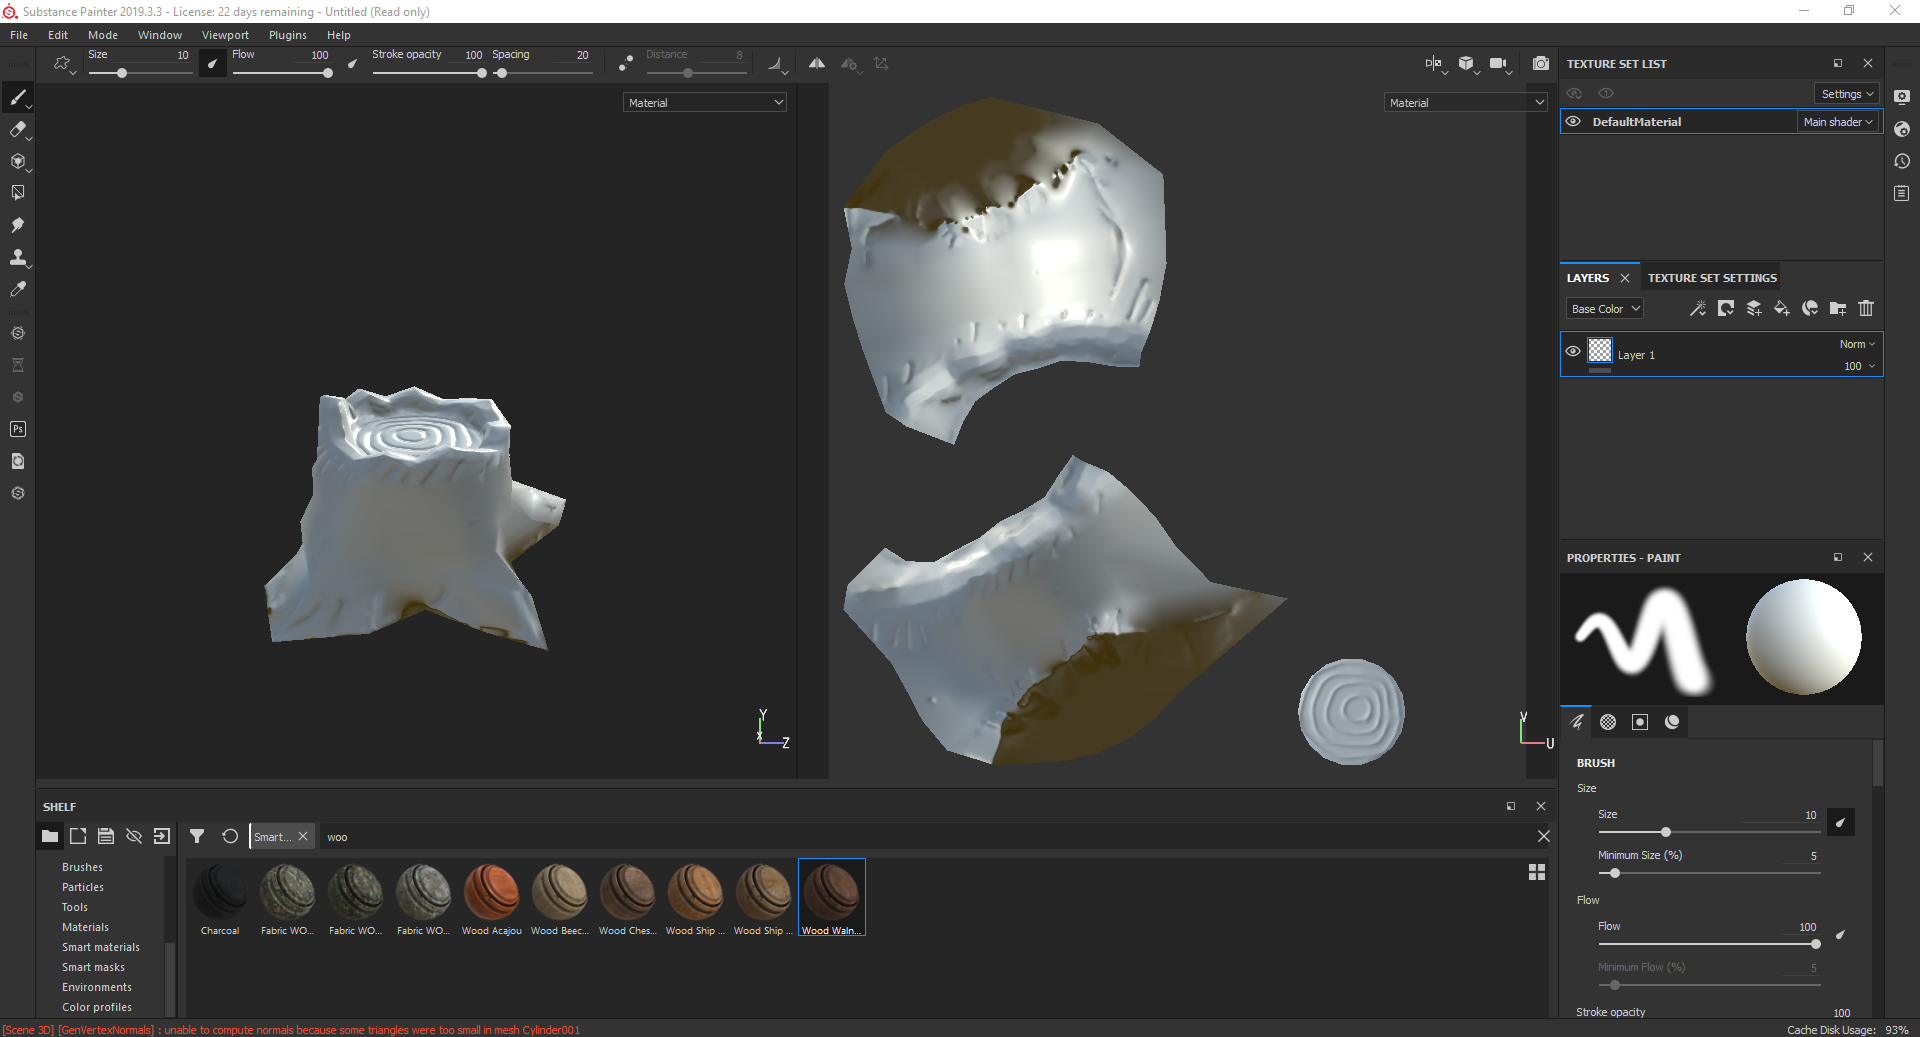 Substance Painter 2019.3.3 - License: 22 days remaining - Untitled (Read only)
File Edit Mode Window Viewport Plugins Help
Size 10 Flow 100 Stroke opacity 100 Spacing 20 Distance 8
Material
Material
Y
X
Z
V
U
TEXTURE SET LIST
Settings
DefaultMaterial Main shader
LAYERS TEXTURE SET SETTINGS
Base Color
Layer 1 Norm
100
PROPERTIES - PAINT
BRUSH
Size
Size 10
Minimum Size (%) 5
Flow
Flow 100
Minimum Flow (%) 5
Stroke opacity 100
Ps
SHELF
Smart... woo
Brushes
Particles
Tools
Materials
Smart materials
Smart masks
Environments
Color profiles
Charcoal Fabric WO... Fabric WO... Fabric WO... Wood Acajou Wood Beec... Wood Ches... Wood Ship ... Wood Ship ... Wood Waln...
[Scene 3D] [GenVertexNormals] : unable to compute normals because some triangles were too small in mesh Cylinder001
Cache Disk Usage: 93%